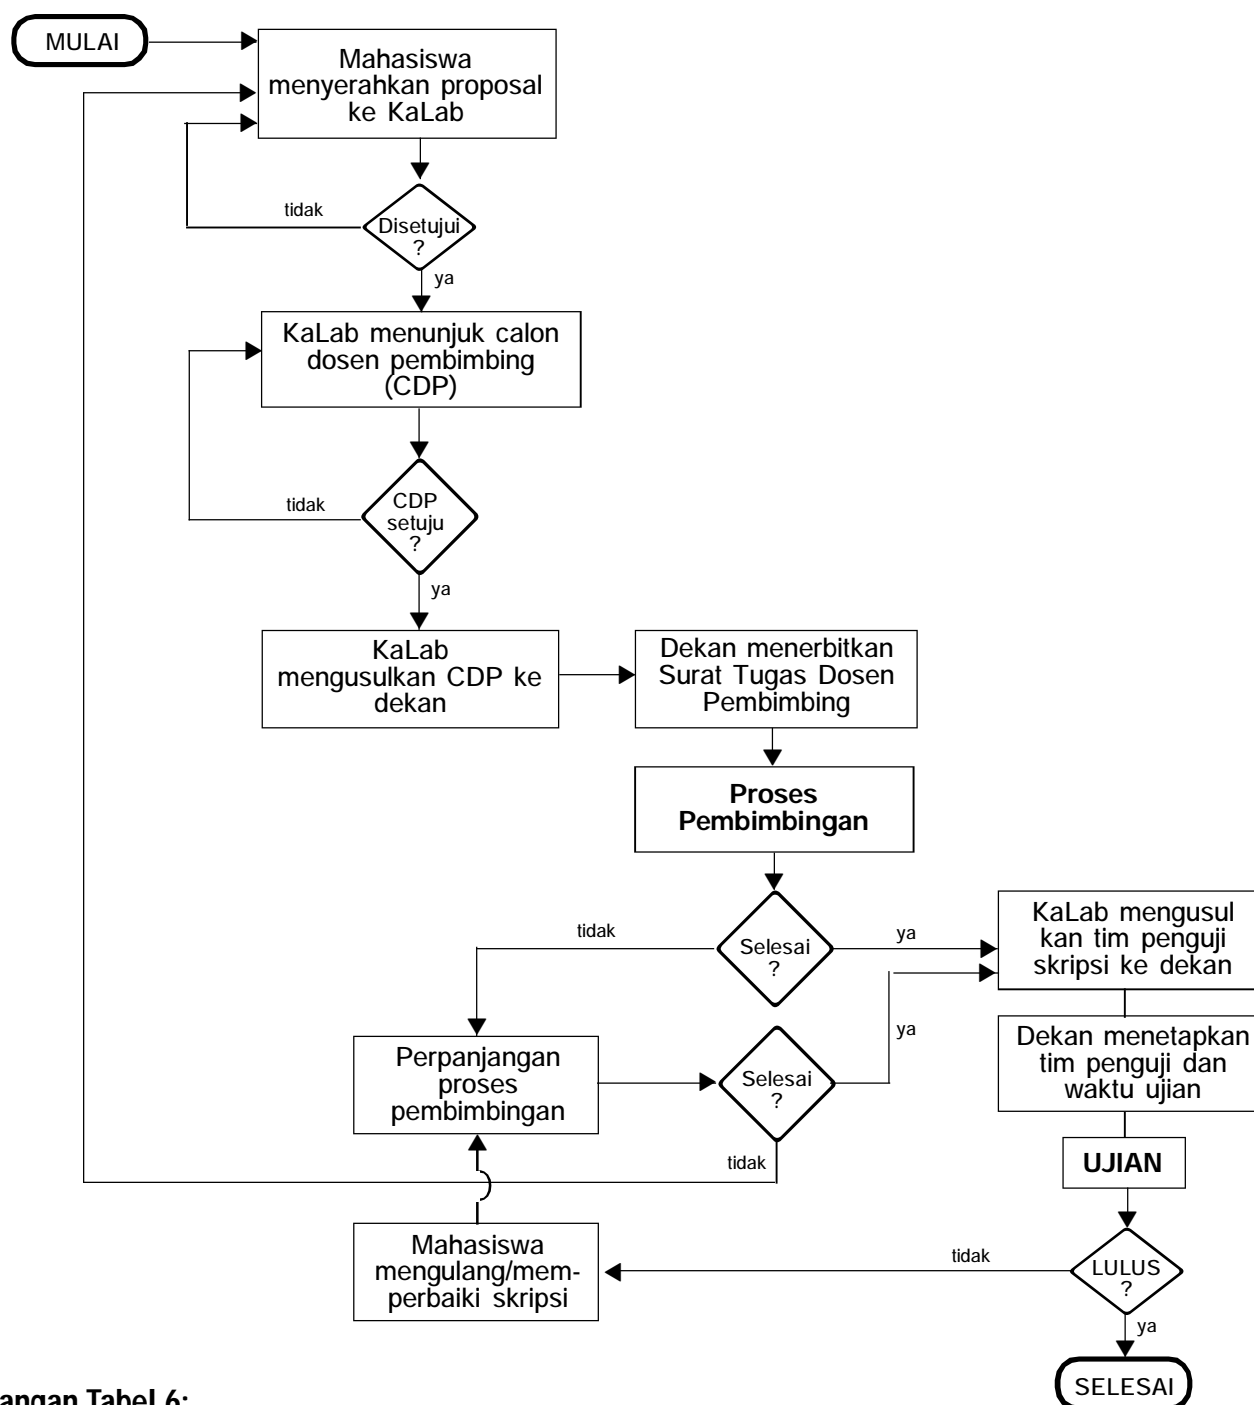 MULAI
Mahasiswa
menyerahkan proposal
ke KaLab
tidak
Disetujui
?
ya
KaLab menunjuk calon
dosen pembimbing
(CDP)
tidak
CDP
setuju
?
ya
KaLab
mengusulkan CDP ke
dekan
Dekan menerbitkan
Surat Tugas Dosen
Pembimbing
Proses
Pembimbingan
tidak
Selesai
?
ya
KaLab mengusul
kan tim penguji
skripsi ke dekan
Perpanjangan
proses
pembimbingan
Selesai
?
ya
tidak
Dekan menetapkan
tim penguji dan
waktu ujian
UJIAN
Mahasiswa
mengulang/mem-
perbaiki skripsi
tidak
LULUS
?
ya
SELESAI
angan Tabel 6: